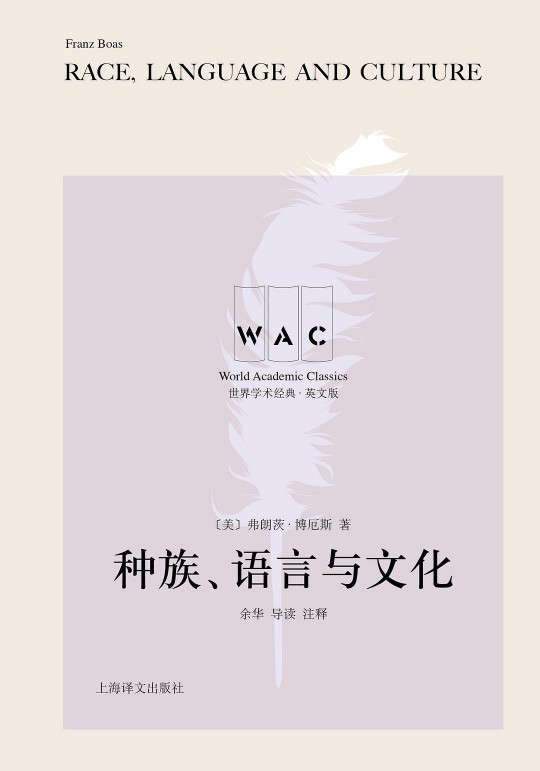 Franz Boas
RACE, LANGUAGE AND CULTURE
WAC
World Academic Classics
世界学术经典·英文版
〔美〕弗朗茨·博厄斯 著
种族、语言与文化
余华 导读 注释
上海译文出版社